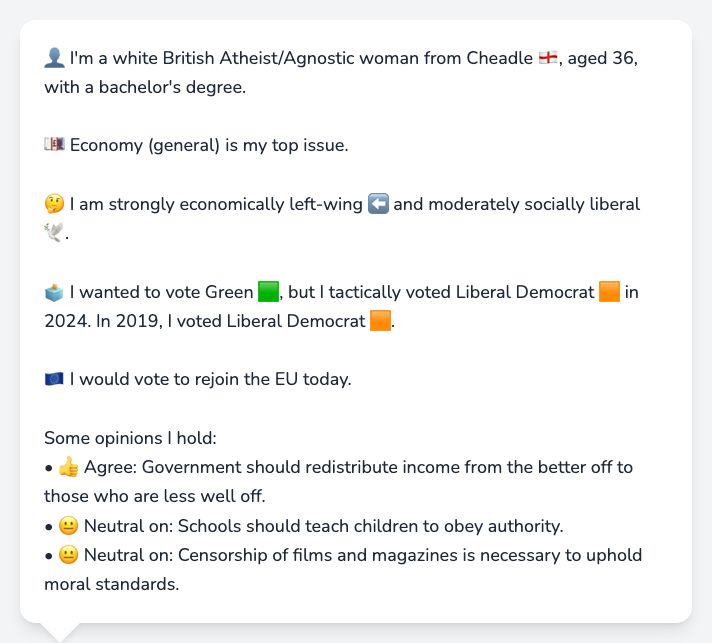 👤 I'm a white British Atheist/Agnostic woman from Cheadle 🏴󠁧󠁢󠁥󠁮󠁧󠁿, aged 36,
with a bachelor's degree.
💷 Economy (general) is my top issue.
🤔 I am strongly economically left-wing ⬅️ and moderately socially liberal
🕊️.
🗳️ I wanted to vote Green 🟩, but I tactically voted Liberal Democrat 🟧 in
2024. In 2019, I voted Liberal Democrat 🟧.
🇪🇺 I would vote to rejoin the EU today.
Some opinions I hold:
• 👍 Agree: Government should redistribute income from the better off to
those who are less well off.
• 😐 Neutral on: Schools should teach children to obey authority.
• 😐 Neutral on: Censorship of films and magazines is necessary to uphold
moral standards.